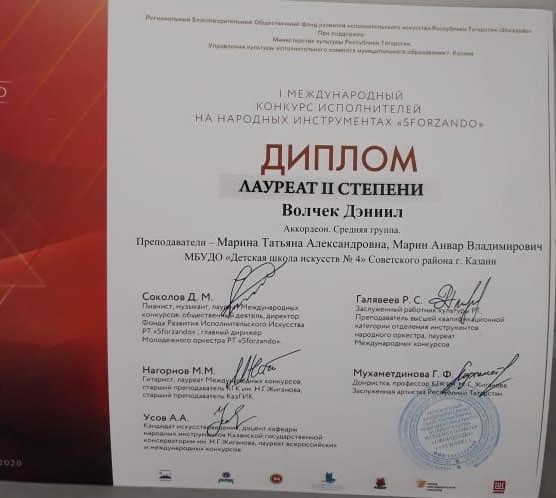 Региональный Благотворительный Общественный фонд развития исполнительского искусства Республики Татарстан «Sforzando»
При поддержке:
Министерства культуры Республики Татарстан,
Управления культуры исполнительного комитета муниципального образования г. Казани
I МЕЖДУНАРОДНЫЙ
КОНКУРС ИСПОЛНИТЕЛЕЙ
НА НАРОДНЫХ ИНСТРУМЕНТАХ «SFORZANDO»
ДИПЛОМ
ЛАУРЕАТ II СТЕПЕНИ
Волчек Дэниил
Аккордеон. Средняя группа.
Преподаватели – Марина Татьяна Александровна, Марин Анвар Владимирович
МБУДО «Детская школа искусств № 4» Советского района г. Казани
Соколов Д. М.
Пианист, музыкант, лауреат Международных
конкурсов, общественный деятель, директор
Фонда Развития Исполнительского Искусства
РТ «Sforzando», главный дирижер
Молодежного оркестра РТ «Sforzando».
Нагорнов М.М.
Гитарист, лауреат Международных конкурсов,
старший преподаватель КГК им. Н.Г.Жиганова,
старший преподаватель КазГИК.
Усов А.А.
Кандидат искусствоведения, доцент кафедры
народных инструментов Казанской государственной
консерватории им. Н.Г.Жиганова, лауреат всероссийских
и международных конкурсов
Галявеев Р. С.
Заслуженный работник культуры РТ.
Преподаватель высшей квалификационной
категории отделения инструментов
народного оркестра, лауреат
Международных конкурсов
Мухаметдинова Г. Ф.
Домристка, профессор КГК им. Н. Г. Жиганова,
Заслуженная артистка Республики Татарстан.
2020